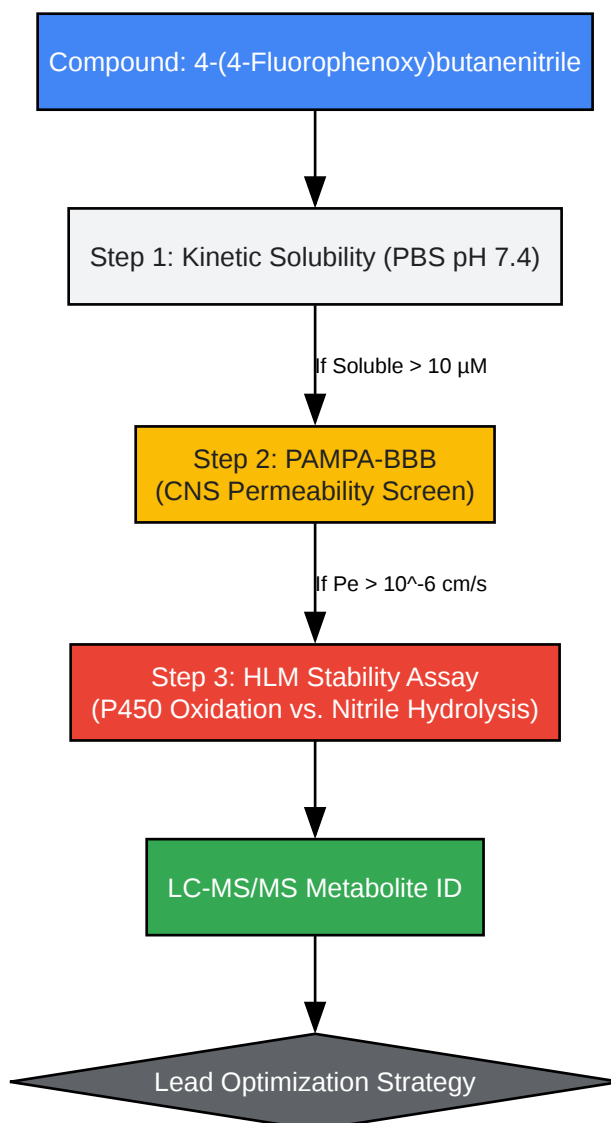 Compound: 4-(4-Fluorophenoxy)butanenitrile
Step 1: Kinetic Solubility (PBS pH 7.4)
If Soluble > 10 µM
Step 2: PAMPA-BBB
(CNS Permeability Screen)
If Pe > 10^-6 cm/s
Step 3: HLM Stability Assay
(P450 Oxidation vs. Nitrile Hydrolysis)
LC-MS/MS Metabolite ID
Lead Optimization Strategy